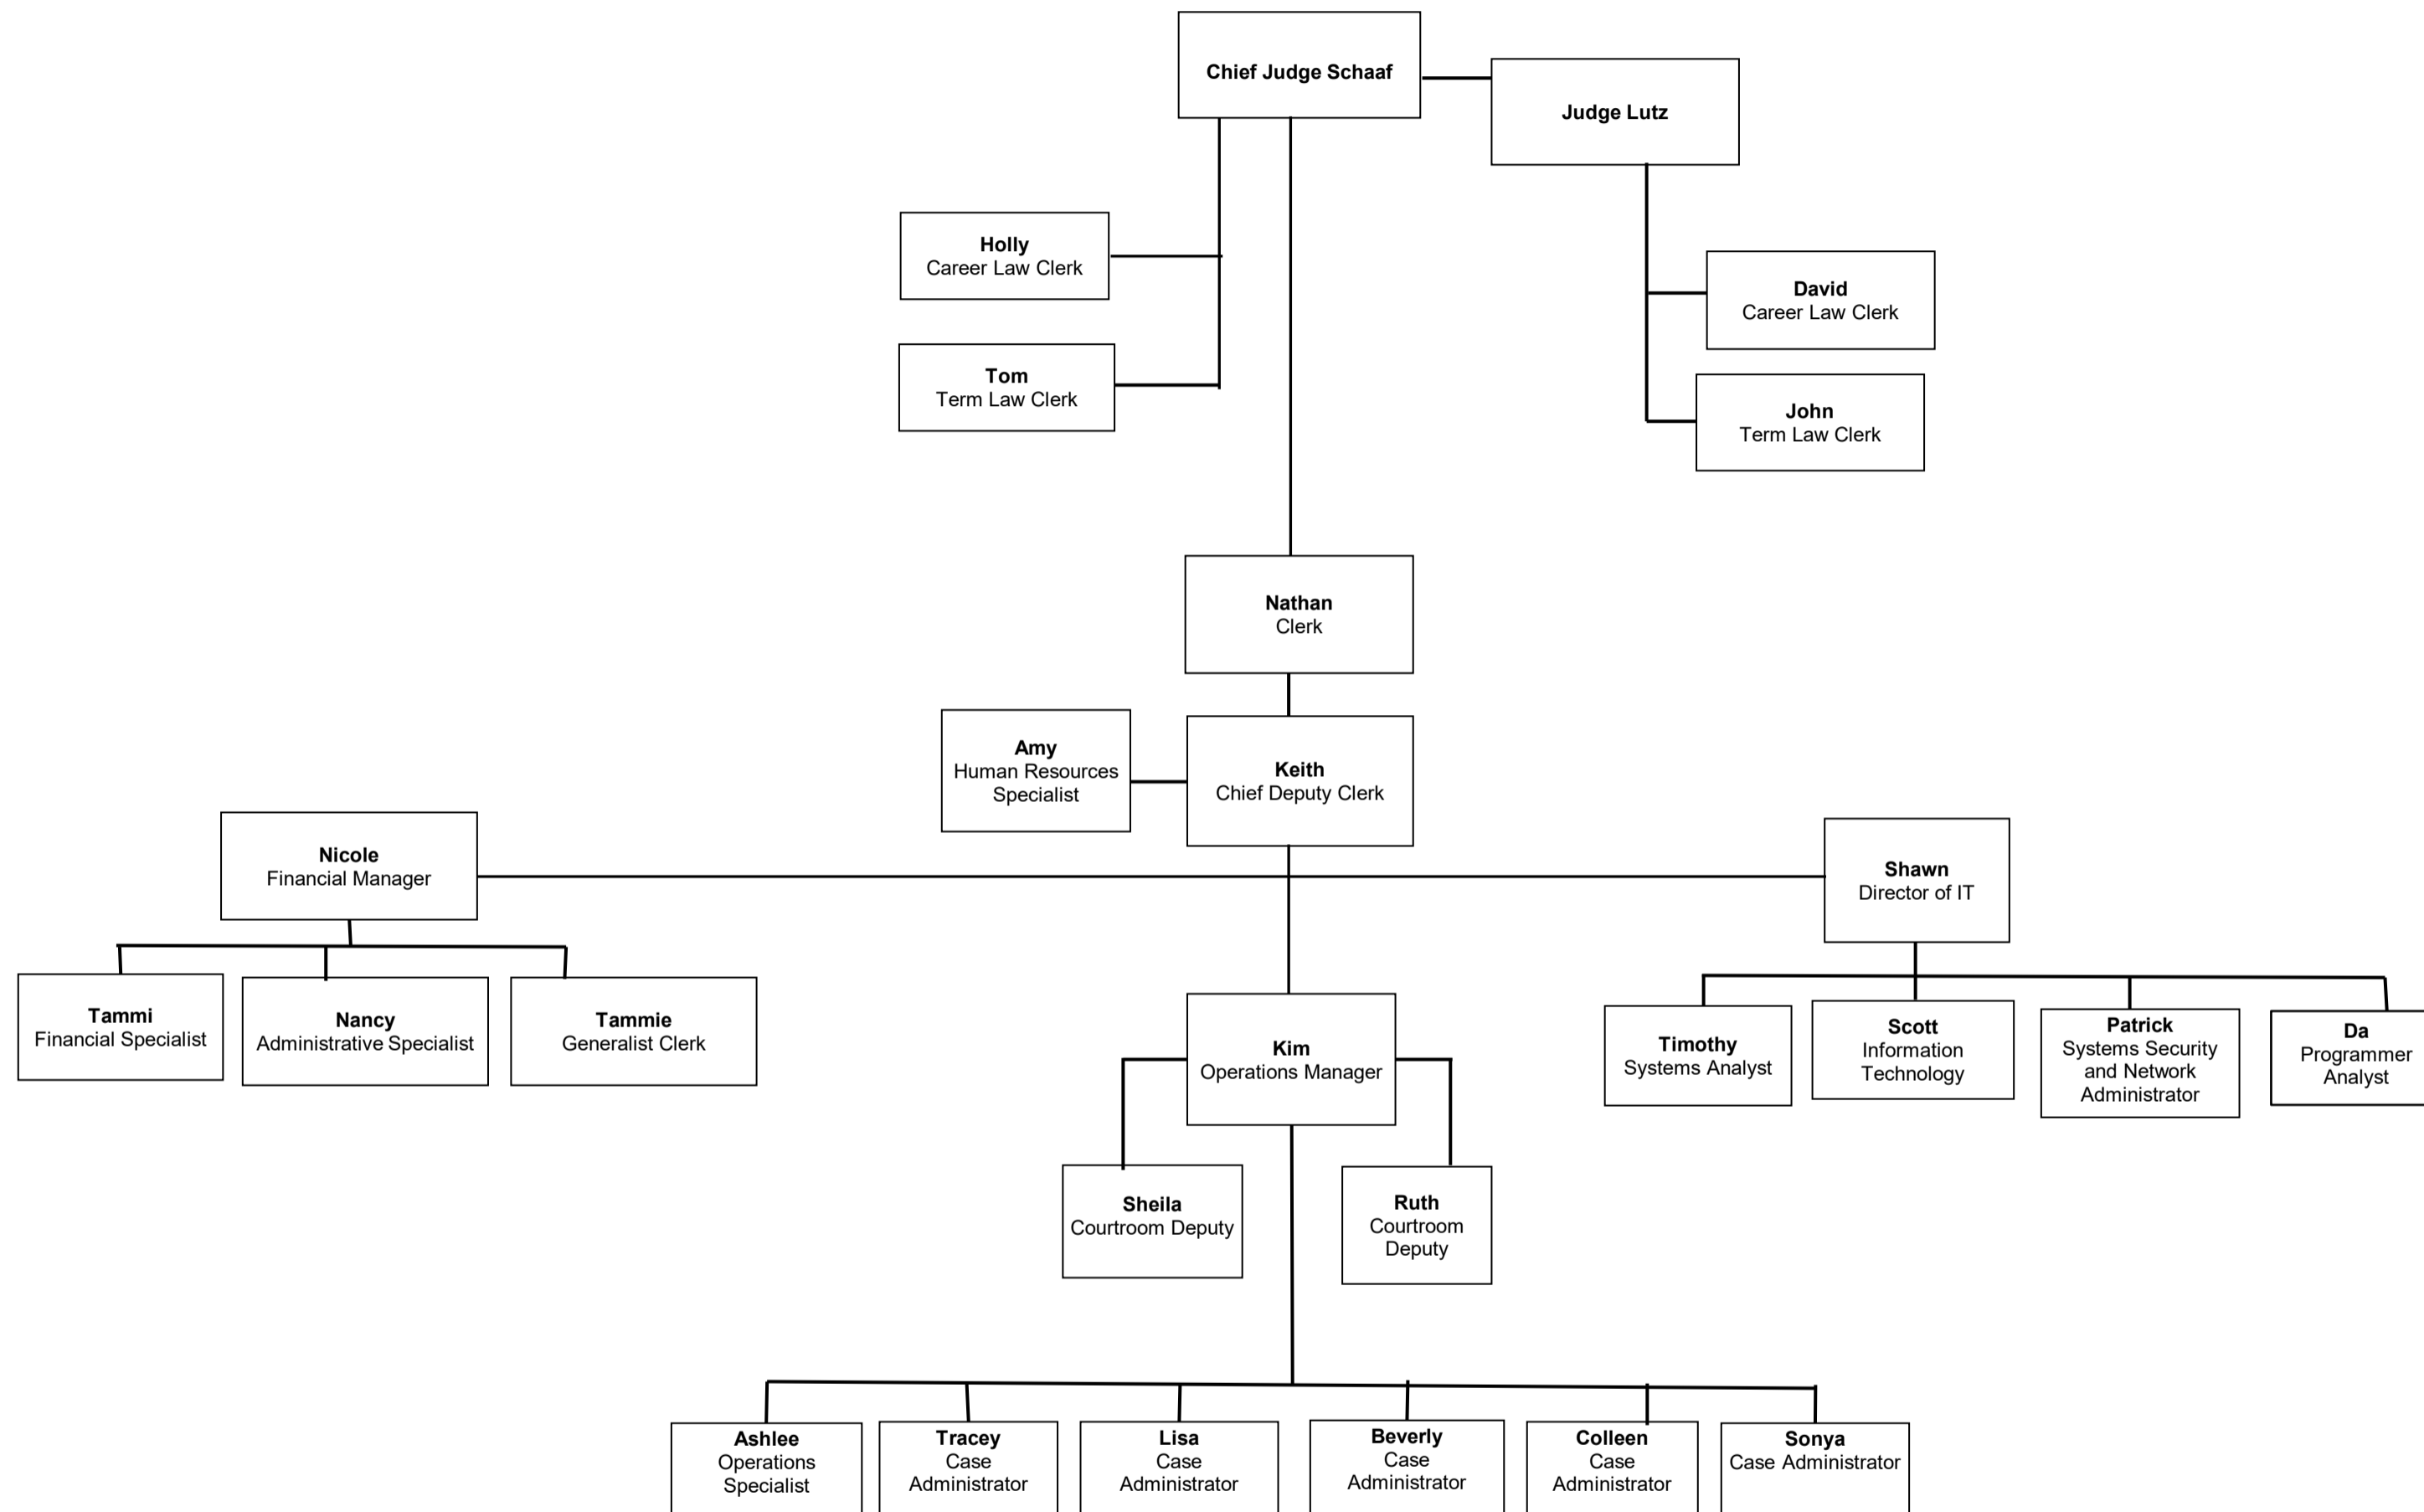 Chief Judge Schaaf
Judge Lutz
Holly
Career Law Clerk
David
Career Law Clerk
Tom
Term Law Clerk
John
Term Law Clerk
Nathan
Clerk
Amy
Human Resources
Specialist
Keith
Chief Deputy Clerk
Nicole
Financial Manager
Shawn
Director of IT
Tammi
Financial Specialist
Nancy
Administrative Specialist
Tammie
Generalist Clerk
Kim
Operations Manager
Timothy
Systems Analyst
Scott
Information
Technology
Patrick
Systems Security
and Network
Administrator
Da
Programmer
Analyst
Sheila
Courtroom Deputy
Ruth
Courtroom
Deputy
Ashlee
Operations
Specialist
Tracey
Case
Administrator
Lisa
Case
Administrator
Beverly
Case
Administrator
Colleen
Case
Administrator
Sonya
Case Administrator